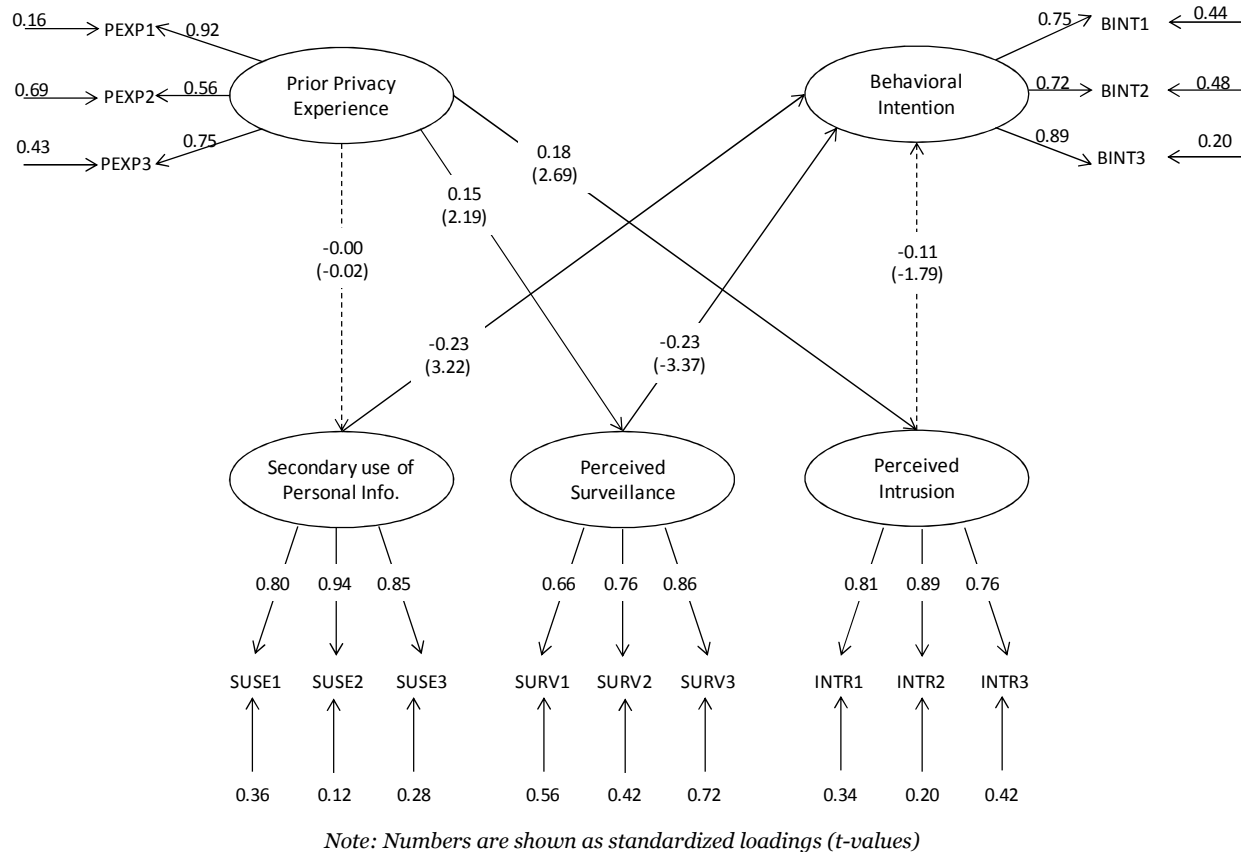 0.16
PEXP1
0.92
0.69
PEXP2
0.56
0.43
PEXP3
0.75
Prior Privacy
Experience
Behavioral
Intention
0.75
BINT1
0.44
0.72
BINT2
0.48
0.89
BINT3
0.20
0.18
(2.69)
0.15
(2.19)
-0.00
(-0.02)
-0.11
(-1.79)
-0.23
(3.22)
-0.23
(-3.37)
Secondary use of
Personal Info.
Perceived
Surveillance
Perceived
Intrusion
0.80 0.94 0.85
0.66 0.76 0.86
0.81 0.89 0.76
SUSE1 SUSE2 SUSE3
SURV1 SURV2 SURV3
INTR1 INTR2 INTR3
0.36 0.12 0.28
0.56 0.42 0.72
0.34 0.20 0.42
Note: Numbers are shown as standardized loadings (t-values)